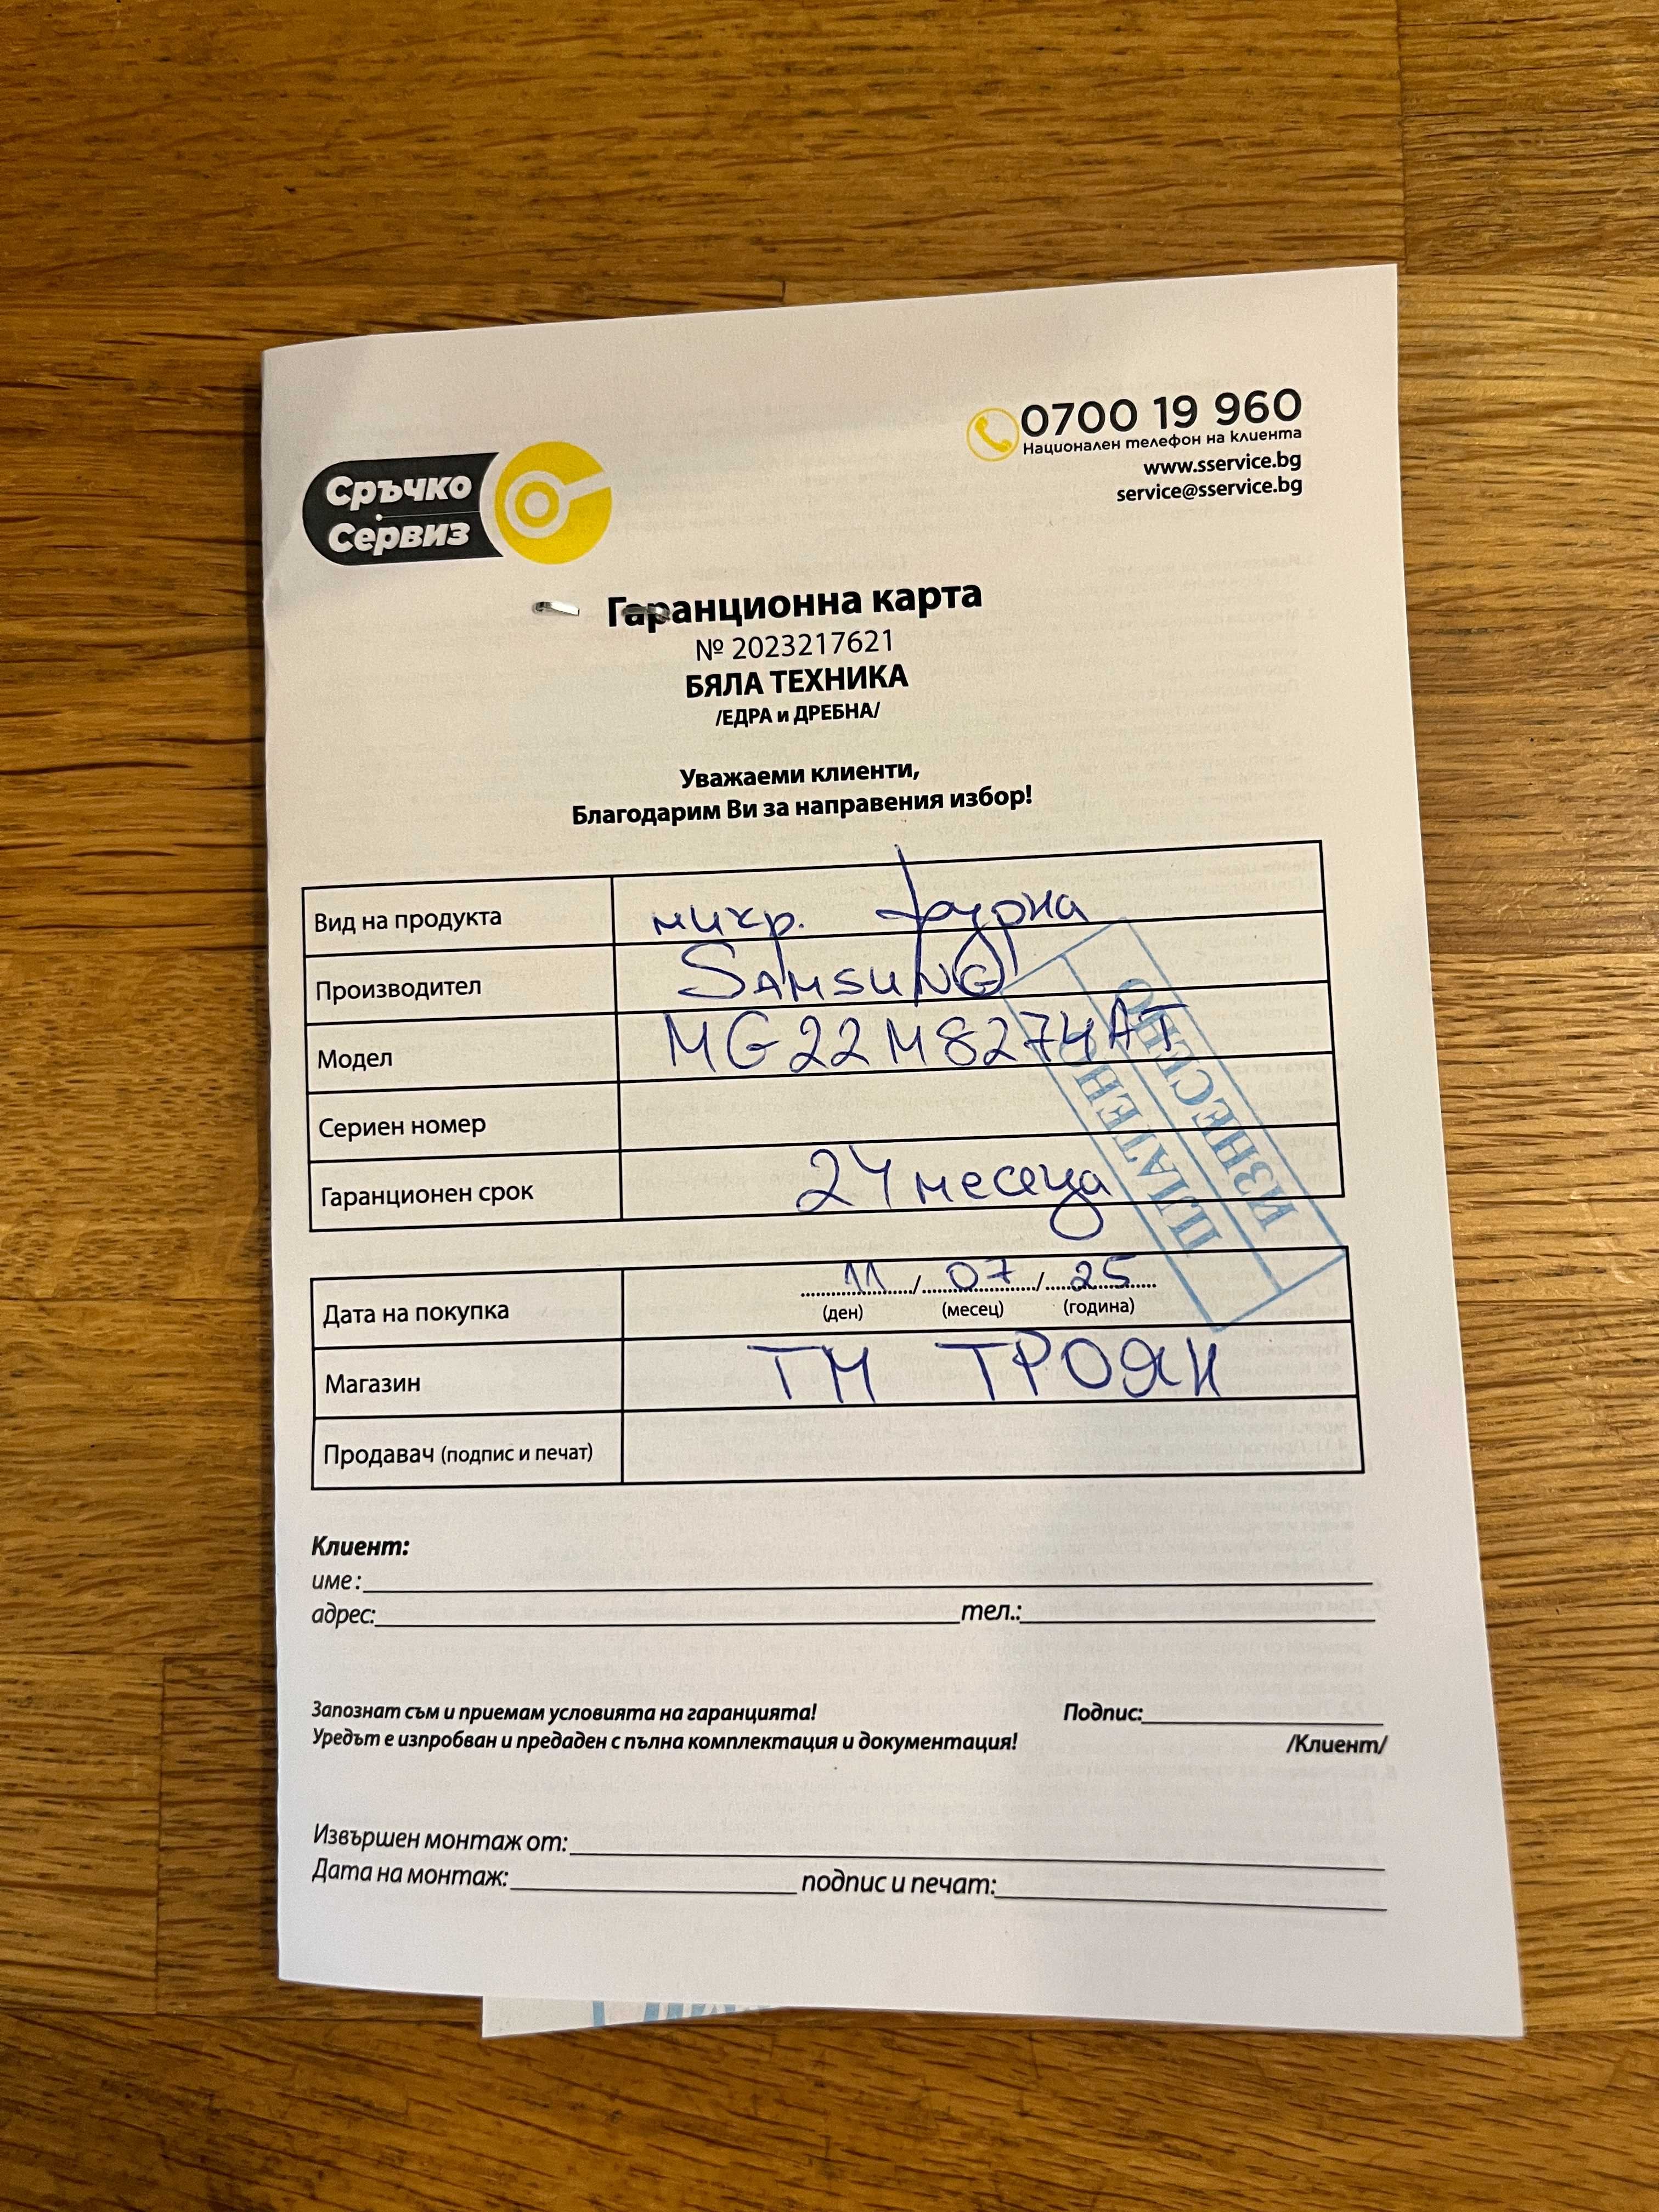 0700 19 960
Национален телефон на клиента
www.sservice.bg
service@sservice.bg
Сръчко
Сервиз
Гаранционна карта
№ 2023217621
БЯЛА ТЕХНИКА
/ЕДРА и ДРЕБНА/
Уважаеми клиенти,
Благодарим Ви за направения избор!
Вид на продукта микр. фурна
Производител SAMSUNG
Модел MG22M8274AT
Сериен номер
Гаранционен срок 24 месеца
ПЛАТЕНО
ИЗНЕСЕНО
Дата на покупка 11 / 07 / 25
(ден) (месец) (година)
Магазин ТМ ТРОЯН
Продавач (подпис и печат)
Клиент:
име:
адрес: тел.:
Запознат съм и приемам условията на гаранцията! Подпис:
Уредът е изпробван и предаден с пълна комплектация и документация! /Клиент/
Извършен монтаж от:
Дата на монтаж: подпис и печат: